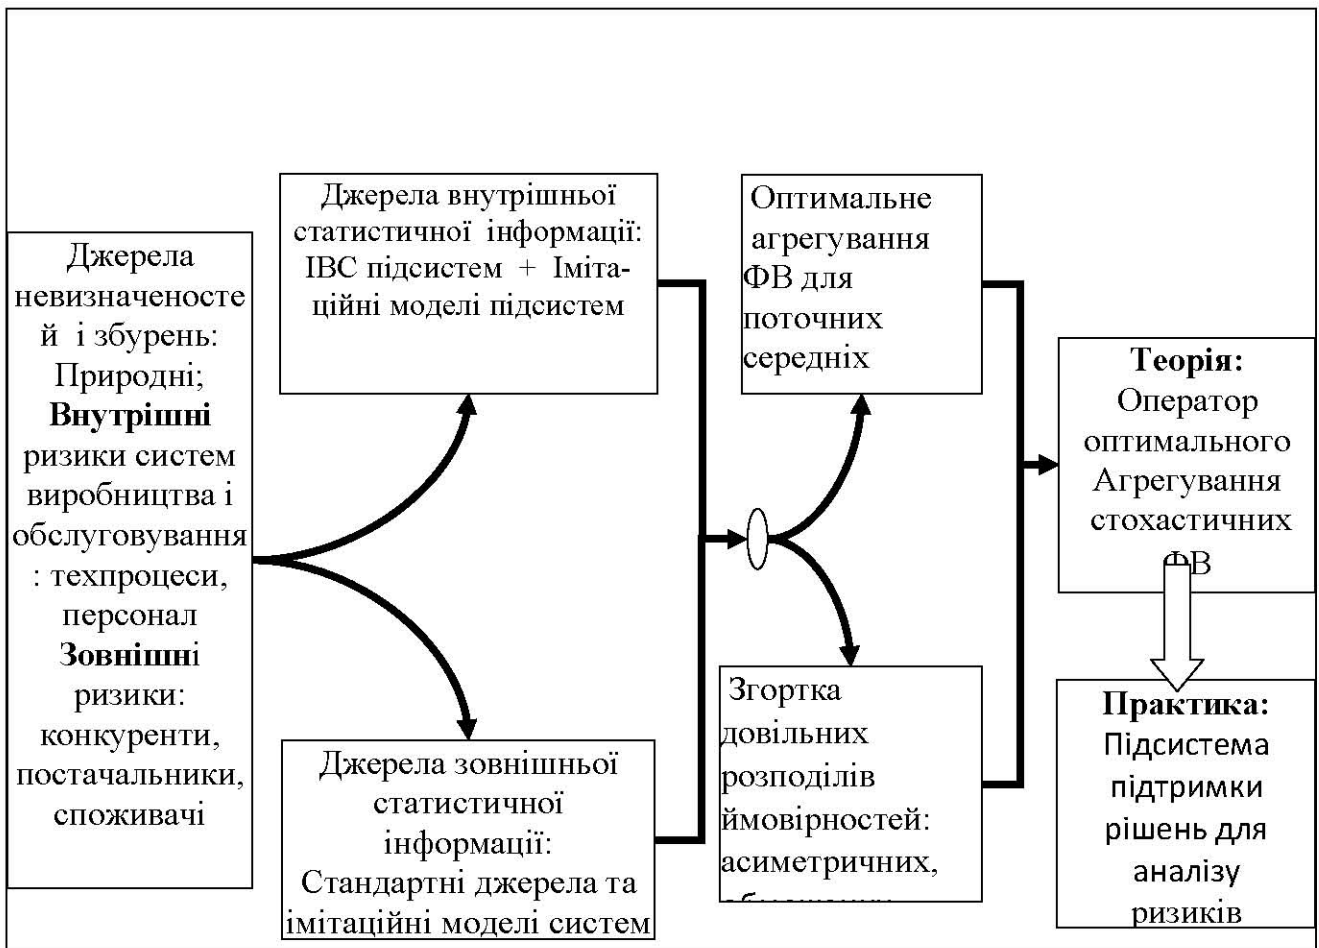 Джерела
невизначеносте
й і збурень:
Природні;
Внутрішні
ризики систем
виробництва і
обслуговування
: техпроцеси,
персонал
Зовнішні
ризики:
конкуренти,
постачальники,
споживачі
Джерела внутрішньої
статистичної інформації:
ІВС підсистем + Іміта-
ційні моделі підсистем
Джерела зовнішньої
статистичної
інформації:
Стандартні джерела та
імітаційні моделі систем
Оптимальне
агрегування
ФВ для
поточних
середніх
Згортка
довільних
розподілів
ймовірностей:
асиметричних,
Теорія:
Оператор
оптимального
Агрегування
стохастичних
ФВ
Практика:
Підсистема
підтримки
рішень для
аналізу
ризиків